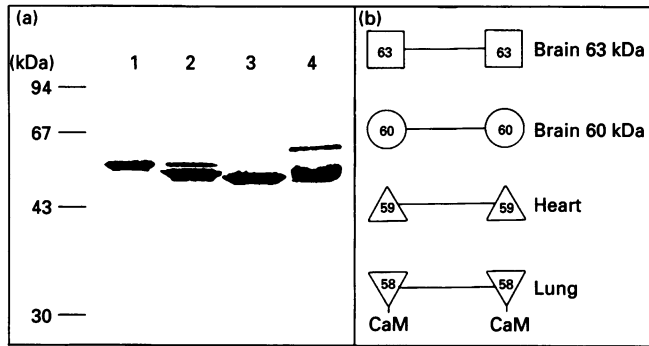 (a)
(kDa) 1 2 3 4
94
67
43
30
(b)
63 63 Brain 63 kDa
60 60 Brain 60 kDa
59 59 Heart
58 58 Lung
CaM CaM